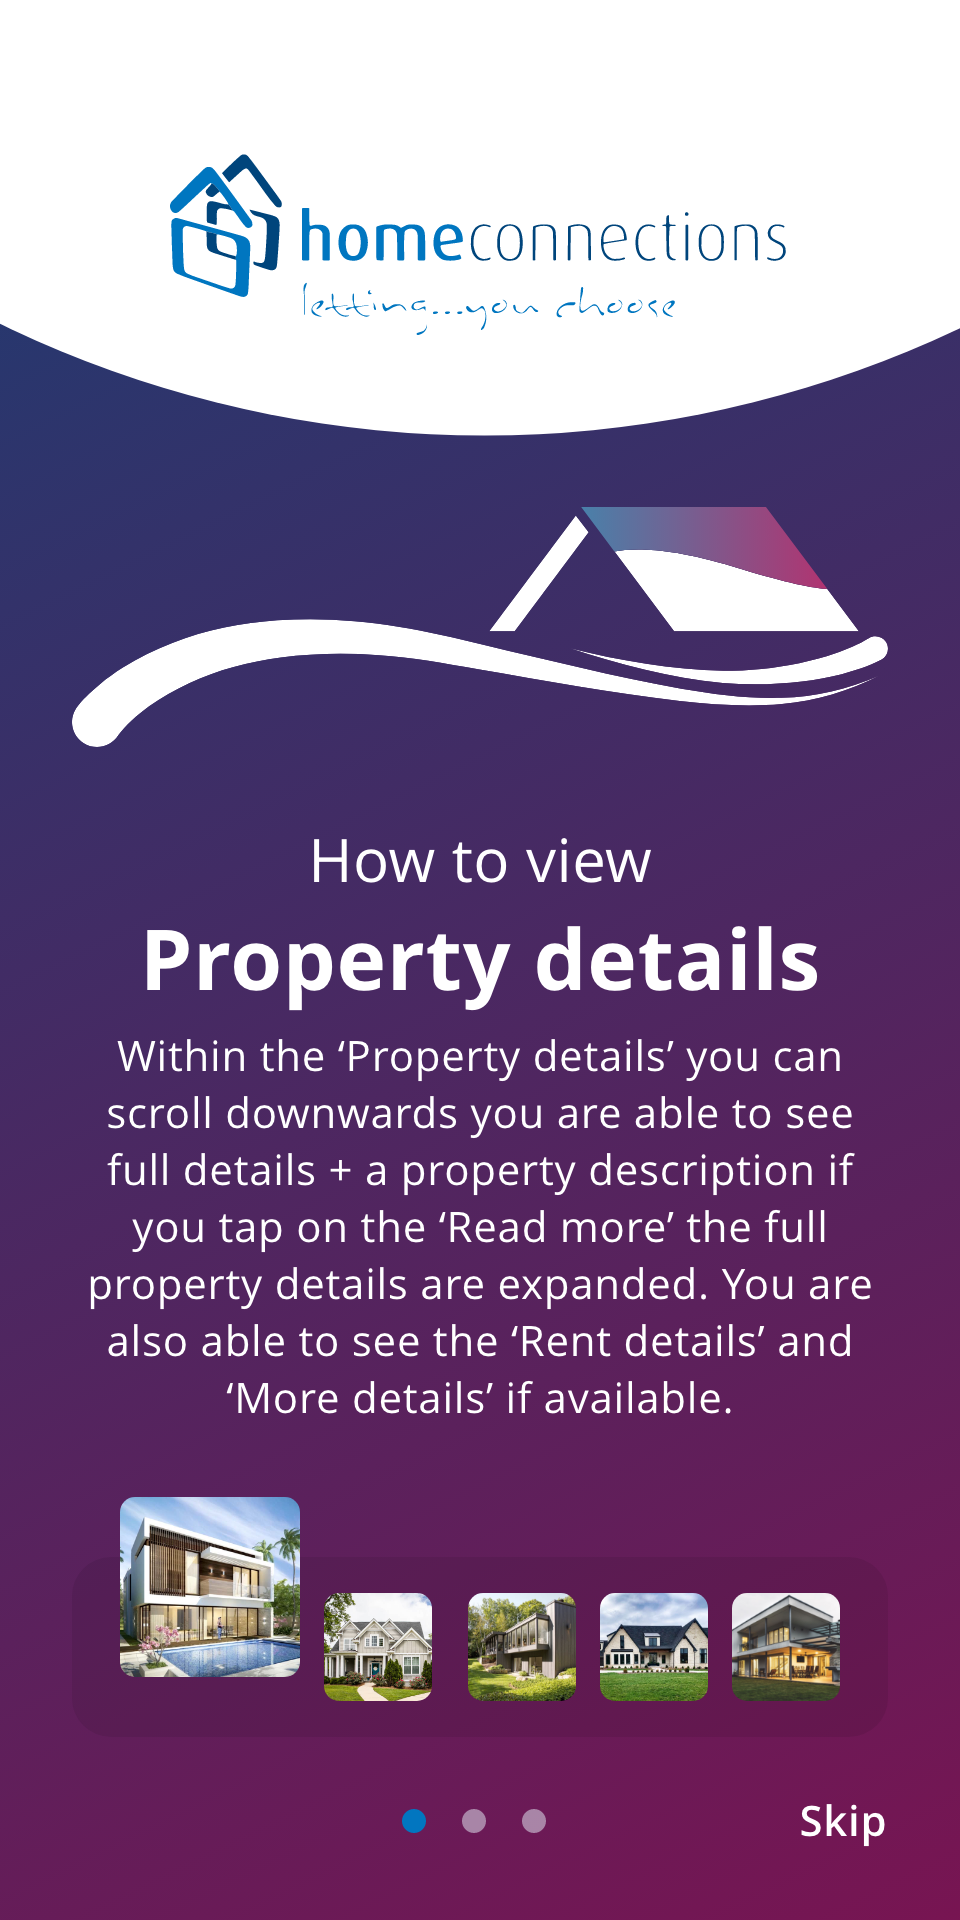 homeconnections
letting...you choose
How to view
Property details
Within the ‘Property details’ you can
scroll downwards you are able to see
full details + a property description if
you tap on the ‘Read more’ the full
property details are expanded. You are
also able to see the ‘Rent details’ and
‘More details’ if available.
Skip